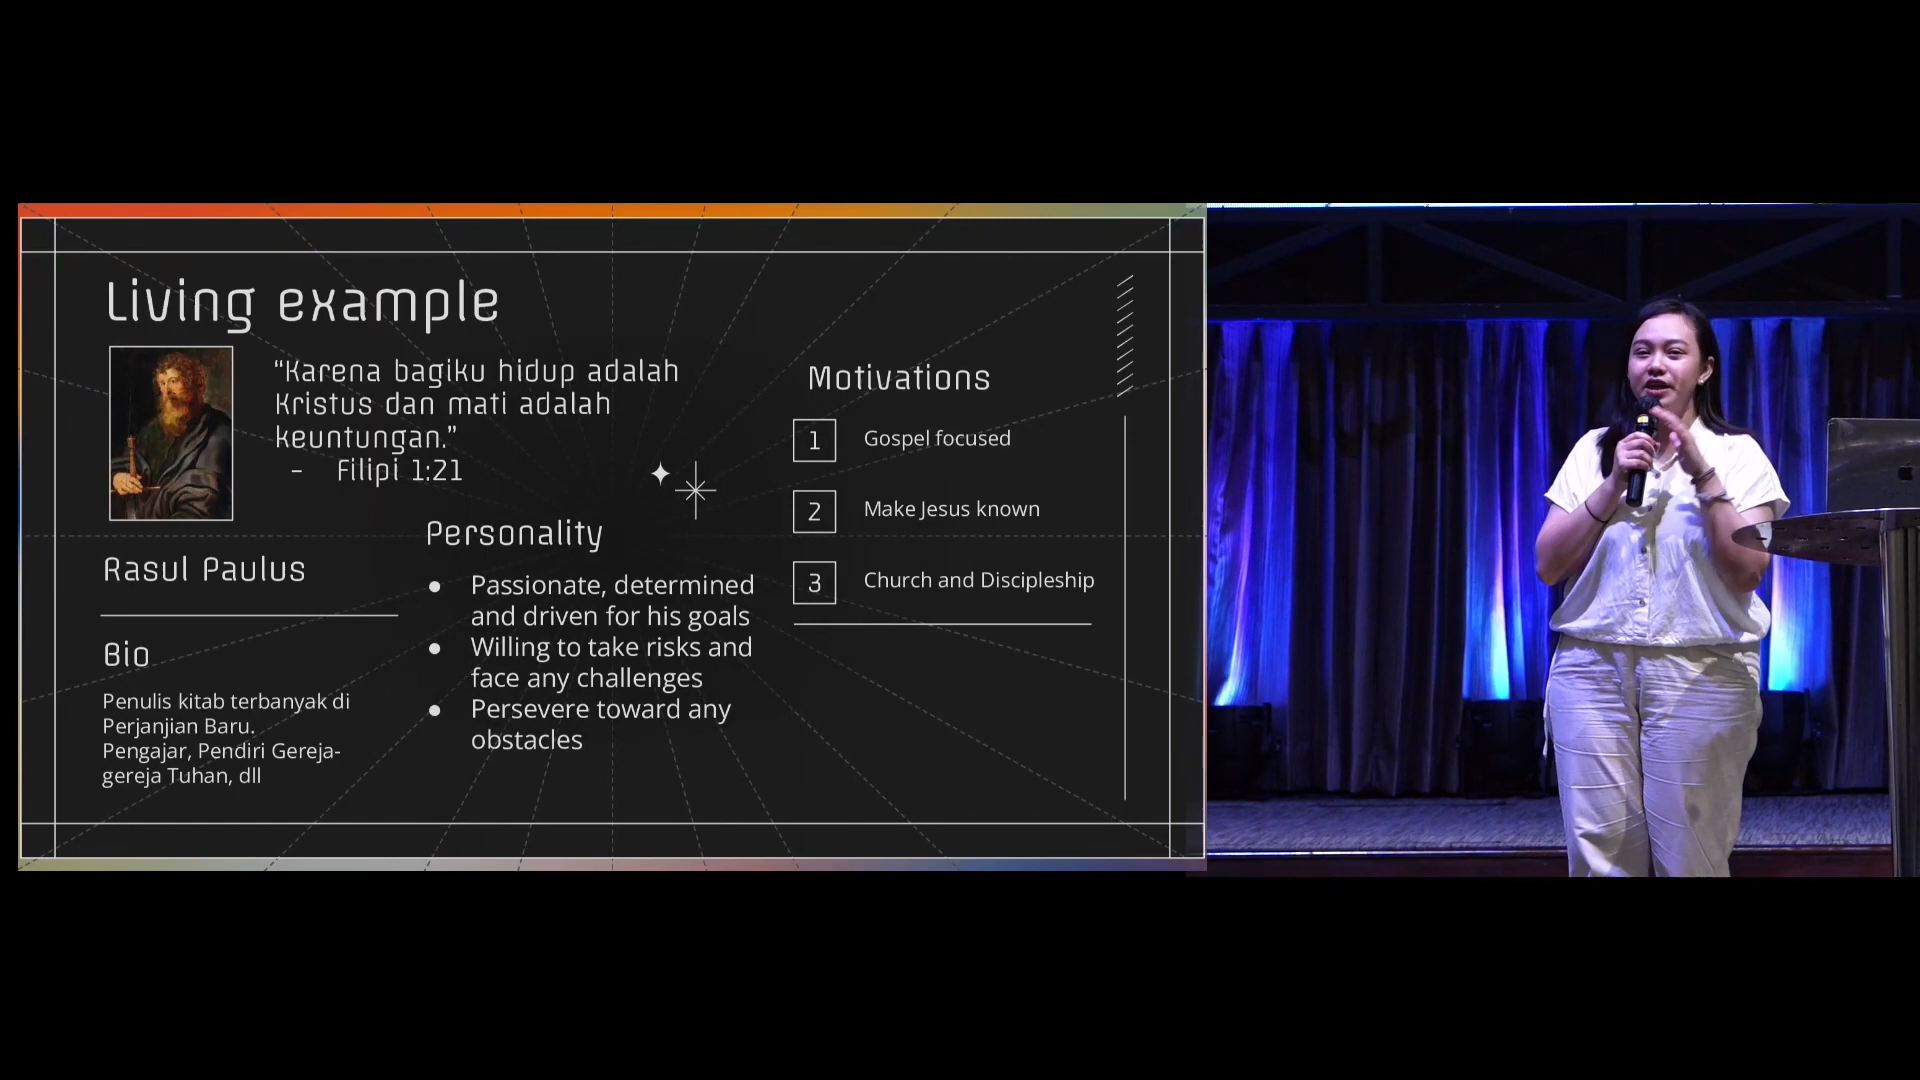 Living example
“Karena bagiku hidup adalah
Kristus dan mati adalah
keuntungan.”
- Filipi 1:21
Rasul Paulus
Bio
Penulis kitab terbanyak di
Perjanjian Baru.
Pengajar, Pendiri Gereja-
gereja Tuhan, dll
Personality
● Passionate, determined
and driven for his goals
● Willing to take risks and
face any challenges
● Persevere toward any
obstacles
Motivations
1 Gospel focused
2 Make Jesus known
3 Church and Discipleship